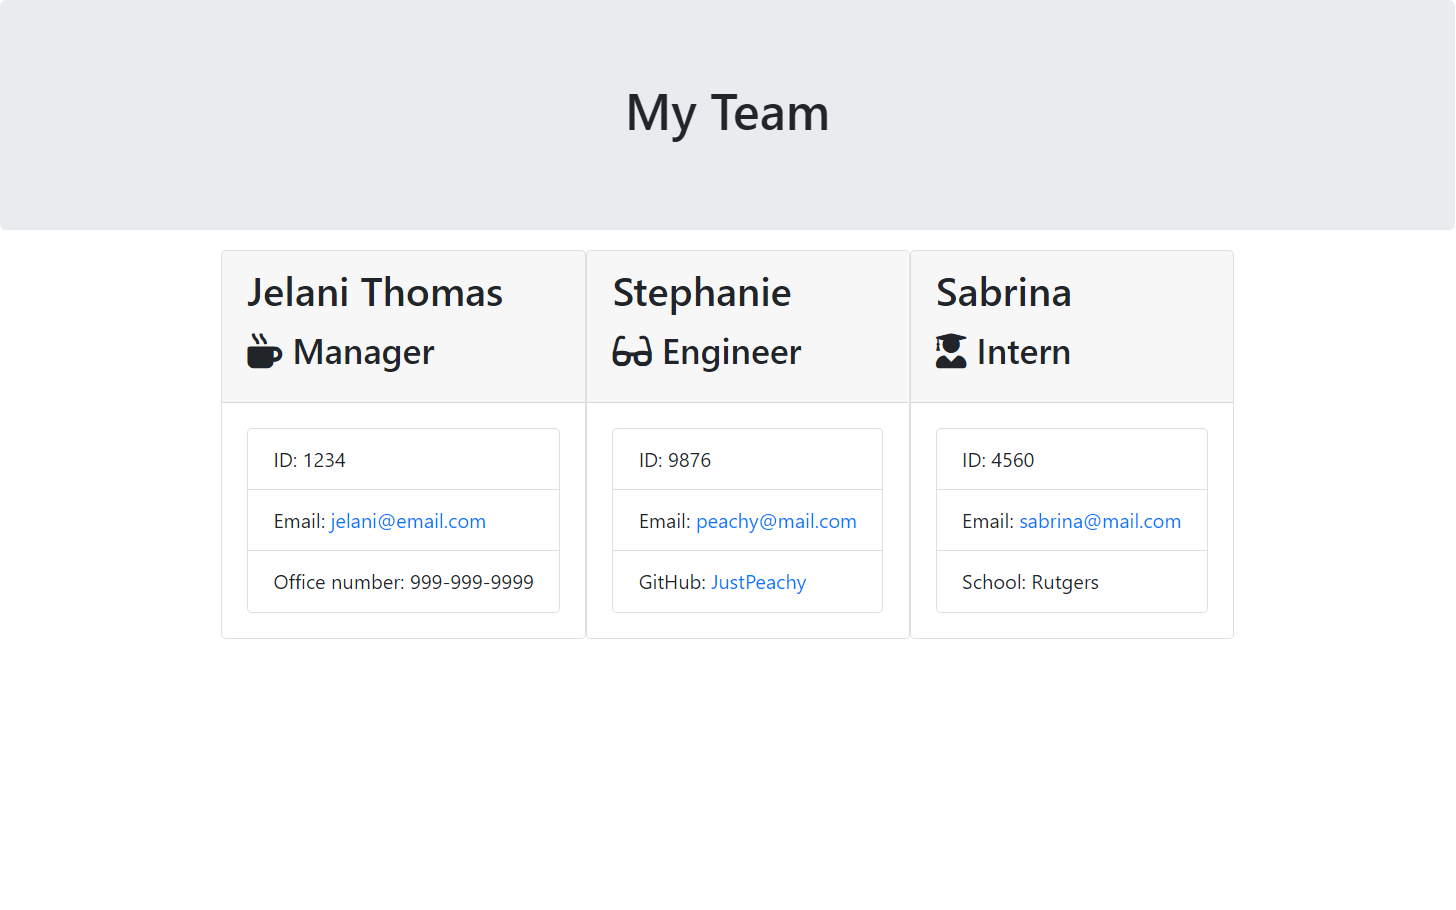 My Team
Jelani Thomas
Manager
ID: 1234
Email: jelani@email.com
Office number: 999-999-9999
Stephanie
Engineer
ID: 9876
Email: peachy@mail.com
GitHub: JustPeachy
Sabrina
Intern
ID: 4560
Email: sabrina@mail.com
School: Rutgers